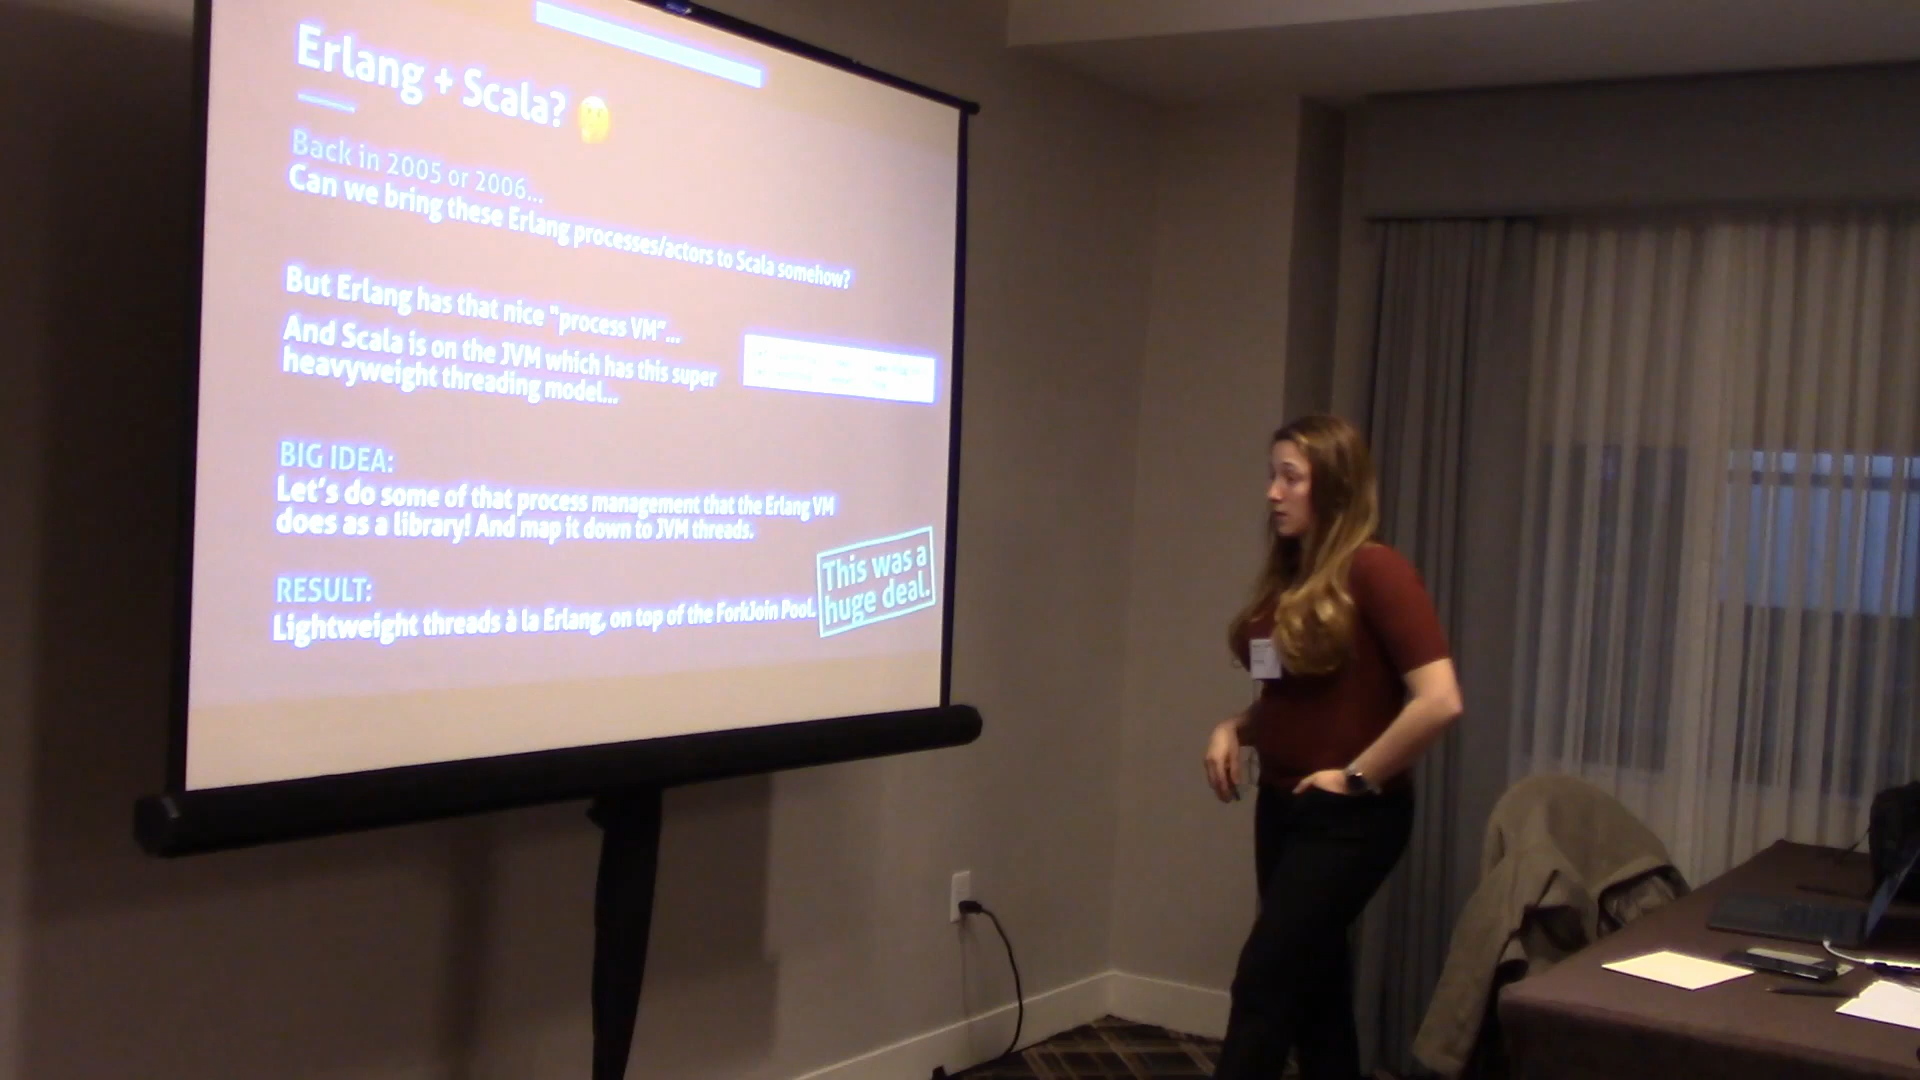 Erlang + Scala? 🤔
Back in 2005 or 2006...
Can we bring these Erlang processes/actors to Scala somehow?
But Erlang has that nice "process VM"...
And Scala is on the JVM which has this super
heavyweight threading model...
BIG IDEA:
Let's do some of that process management that the Erlang VM
does as a library! And map it down to JVM threads.
RESULT:
Lightweight threads à la Erlang, on top of the ForkJoin Pool.
This was a
huge deal.